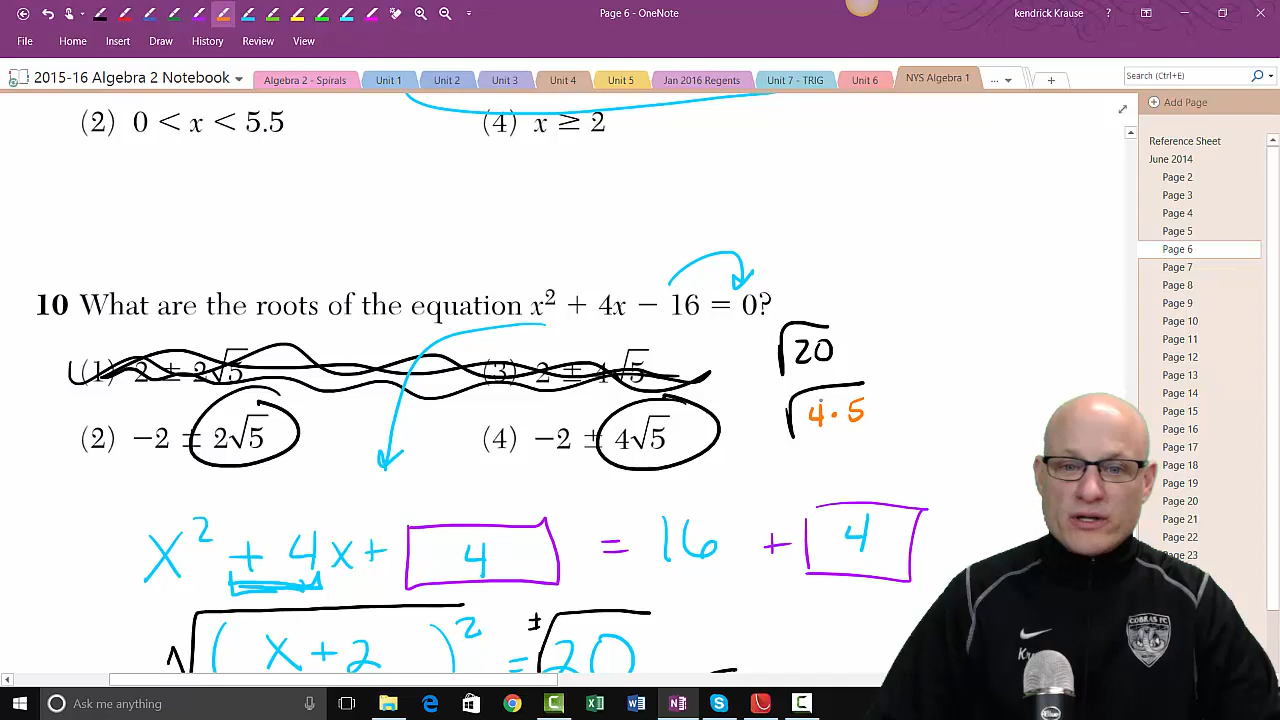 Page 6 - OneNote
kendrick Krause
?
File Home Insert Draw History Review View
2015-16 Algebra 2 Notebook
Algebra 2 - Spirals
Unit 1
Unit 2
Unit 3
Unit 4
Unit 5
Jan 2016 Regents
Unit 7 - TRIG
Unit 6
NYS Algebra 1
...
+
Search (Ctrl+E)
Add Page
Reference Sheet
June 2014
Page 2
Page 3
Page 4
Page 5
Page 6
Page 7
Page 8
Page 9
Page 10
Page 11
Page 12
Page 13
Page 14
Page 15
Page 16
Page 17
Page 18
Page 19
Page 20
Page 21
Page 22
Page 23
(2) 0 < x < 5.5
(4) x ≥ 2
10 What are the roots of the equation x² + 4x − 16 = 0?
(1) 2 ± 2√5
(3) 2 ± 4√5
(2) −2 ± 2√5
(4) −2 ± 4√5
√20
√4·5
x² + 4x + 4 = 16 + 4
√(x+2)² = ±√20
COBRAS FC
Blue
Ask me anything